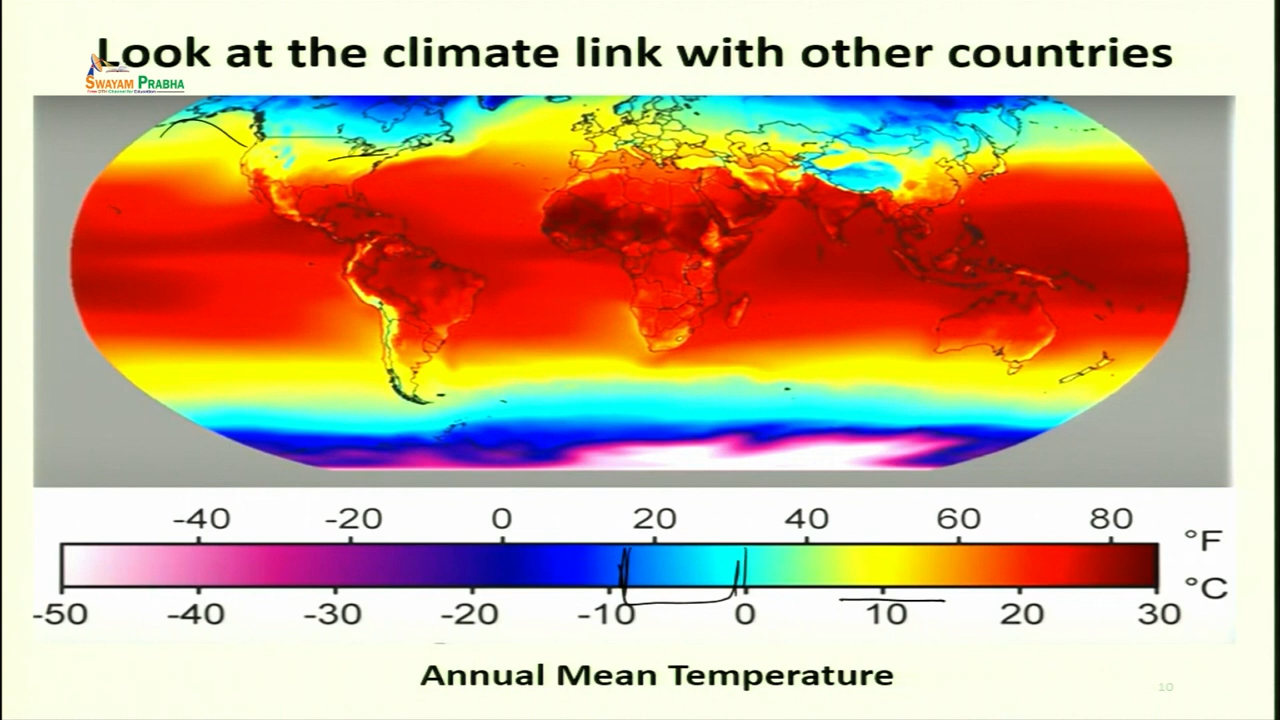 Look at the climate link with other countries
SWAYAM PRABHA
-40 -20 0 20 40 60 80 °F
-50 -40 -30 -20 -10 0 10 20 30 °C
Annual Mean Temperature
10